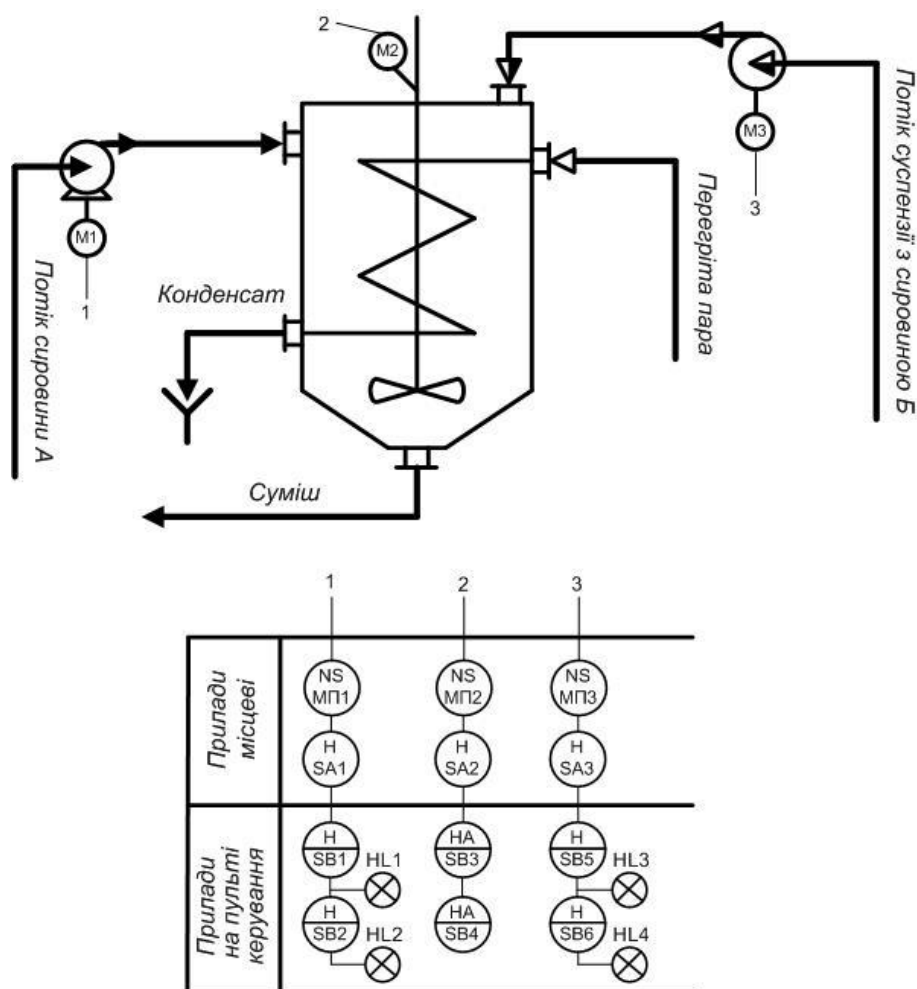 2
M2
M3
3
M1
1
Потік сировини А
Конденсат
Перегріта пара
Потік суспензії з сировиною Б
Суміш
1
2
3
Прилади
місцеві
NS
МП1
NS
МП2
NS
МП3
H
SA1
H
SA2
H
SA3
Прилади
на пульті
керування
H
SB1
HL1
HA
SB3
H
SB5
HL3
H
SB2
HL2
HA
SB4
H
SB6
HL4